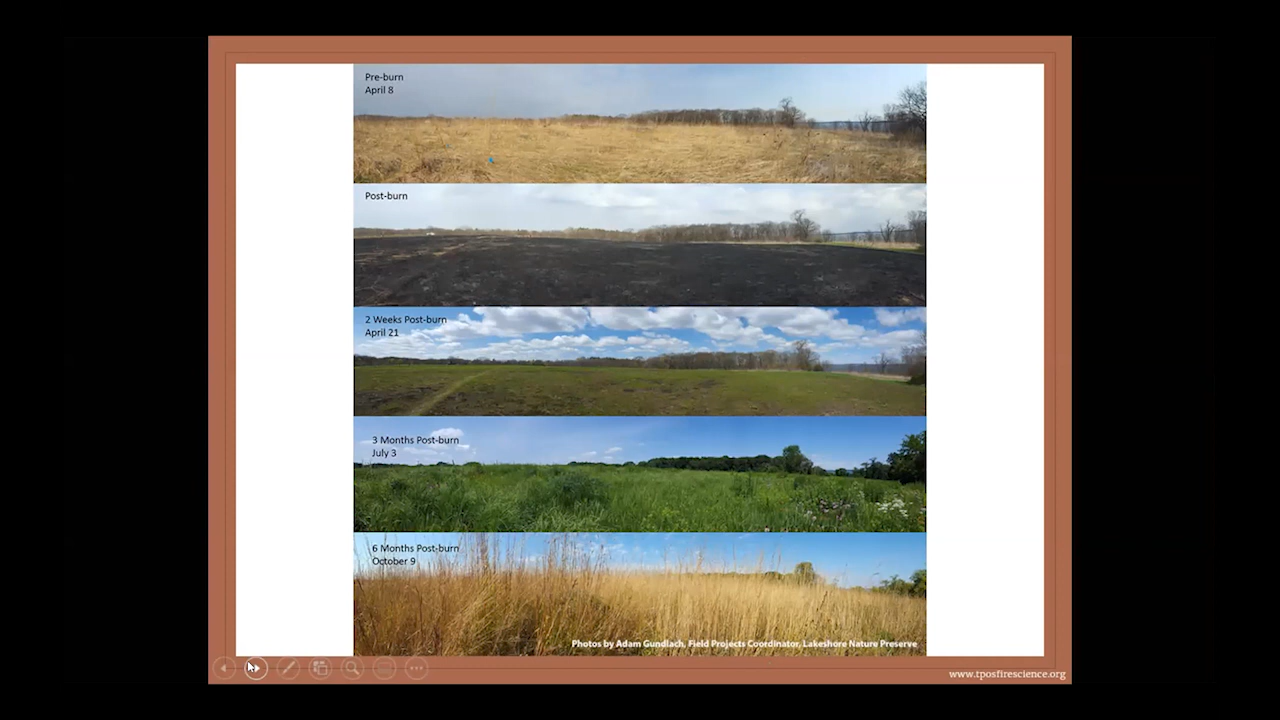 Pre-burn
April 8
Post-burn
2 Weeks Post-burn
April 21
3 Months Post-burn
July 3
6 Months Post-burn
October 9
Photos by Adam Gundlach, Field Projects Coordinator, Lakeshore Nature Preserve
www.tposfirescience.org